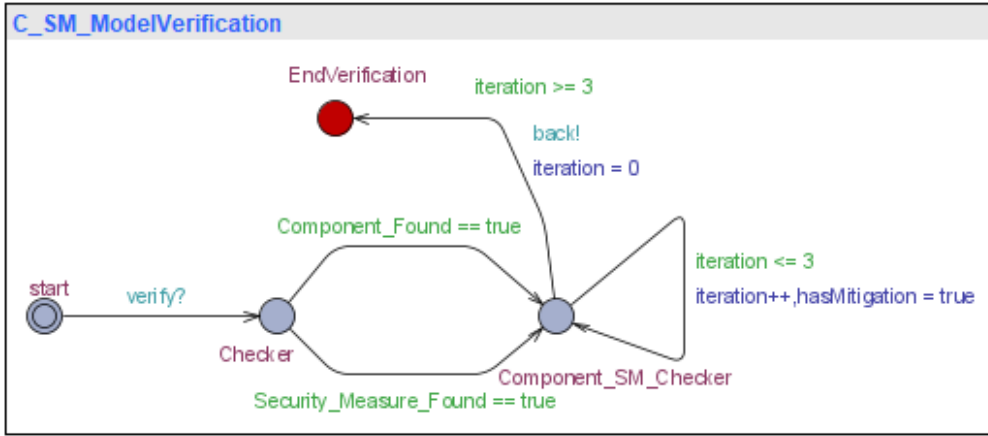 C_SM_ModelVerification
EndVerification
iteration >= 3
back!
iteration = 0
Component_Found == true
iteration <= 3
start
verify?
iteration++,hasMitigation = true
Checker
Component_SM_Checker
Security_Measure_Found == true